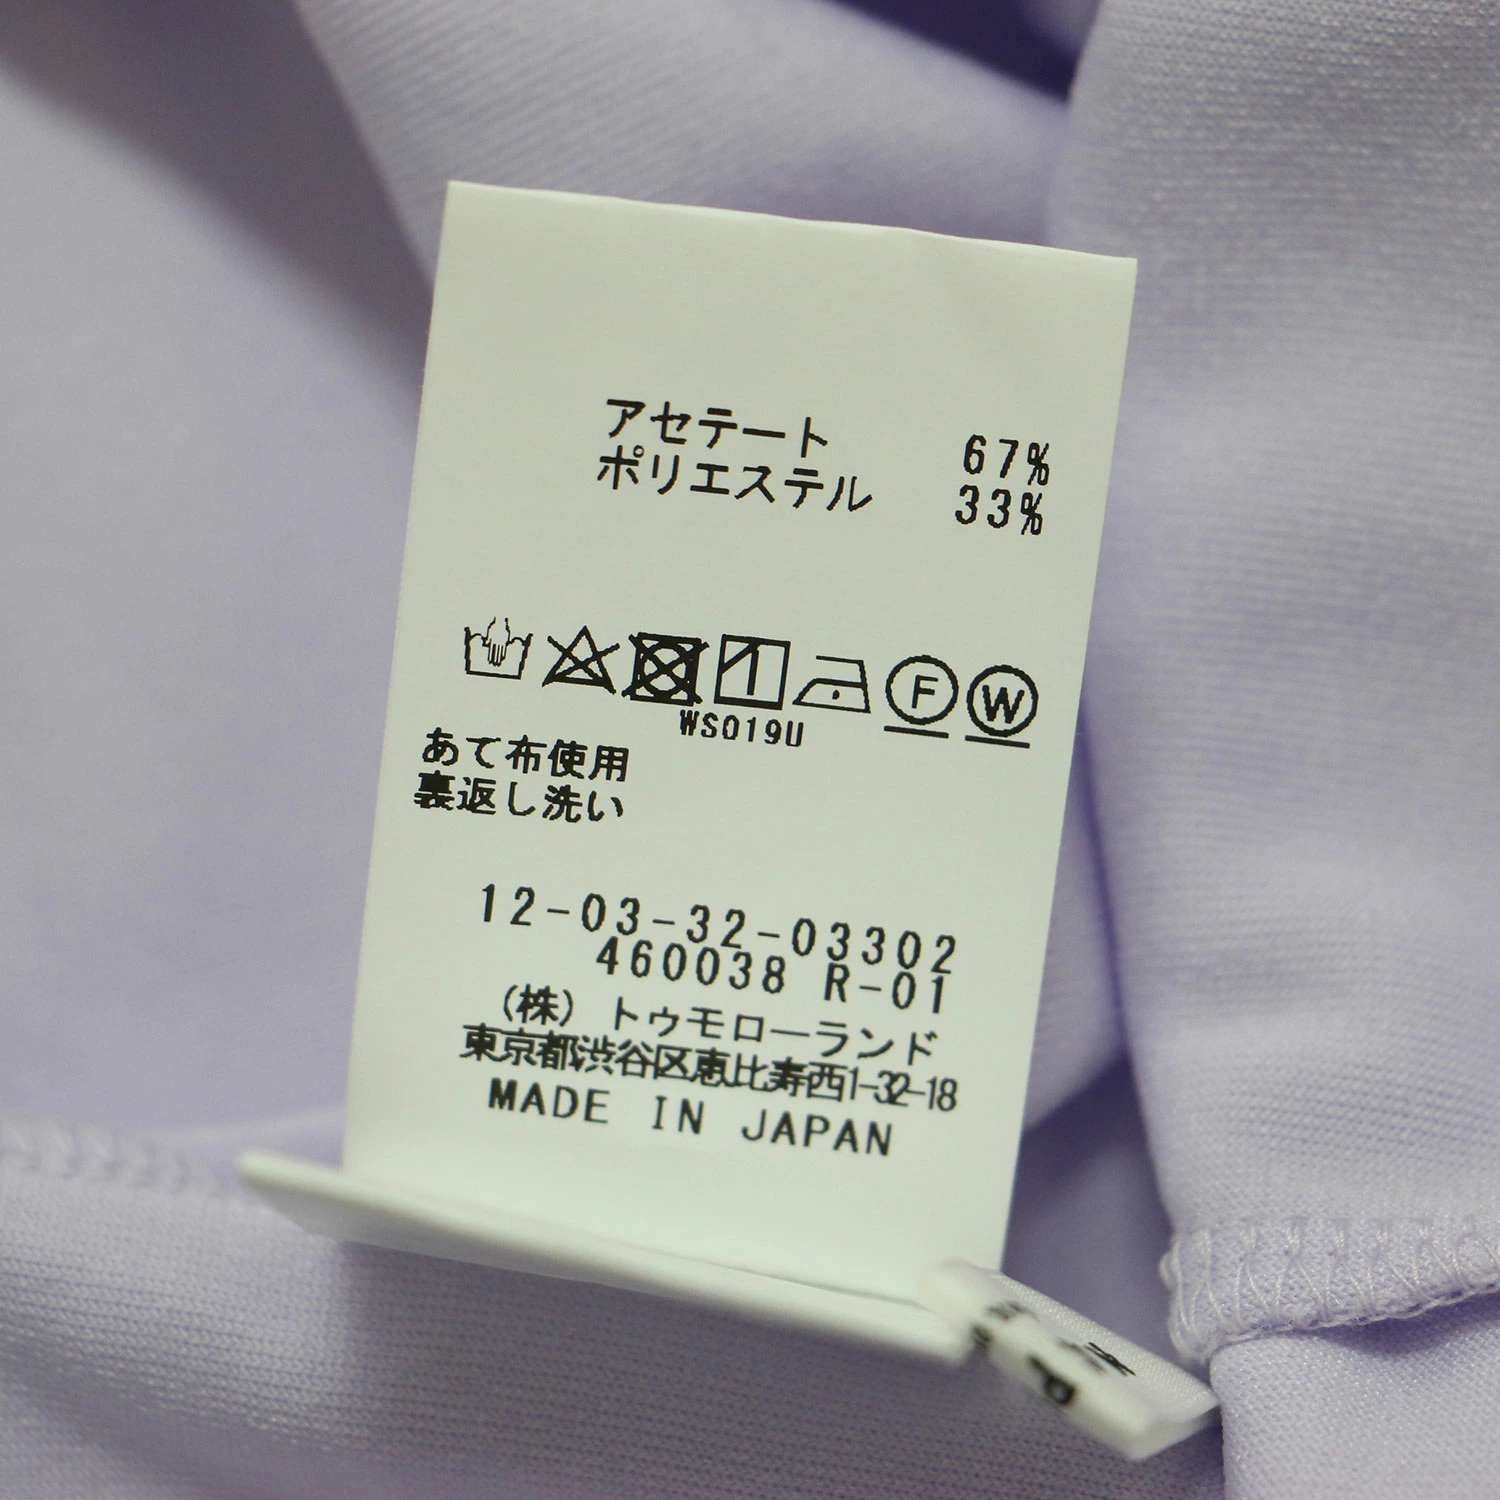 アセテート 67%
ポリエステル 33%
F W
WS019U
あて布使用
裏返し洗い
12-03-32-03302
460038 R-01
(株) トゥモローランド
東京都渋谷区恵比寿西1-32-18
MADE IN JAPAN